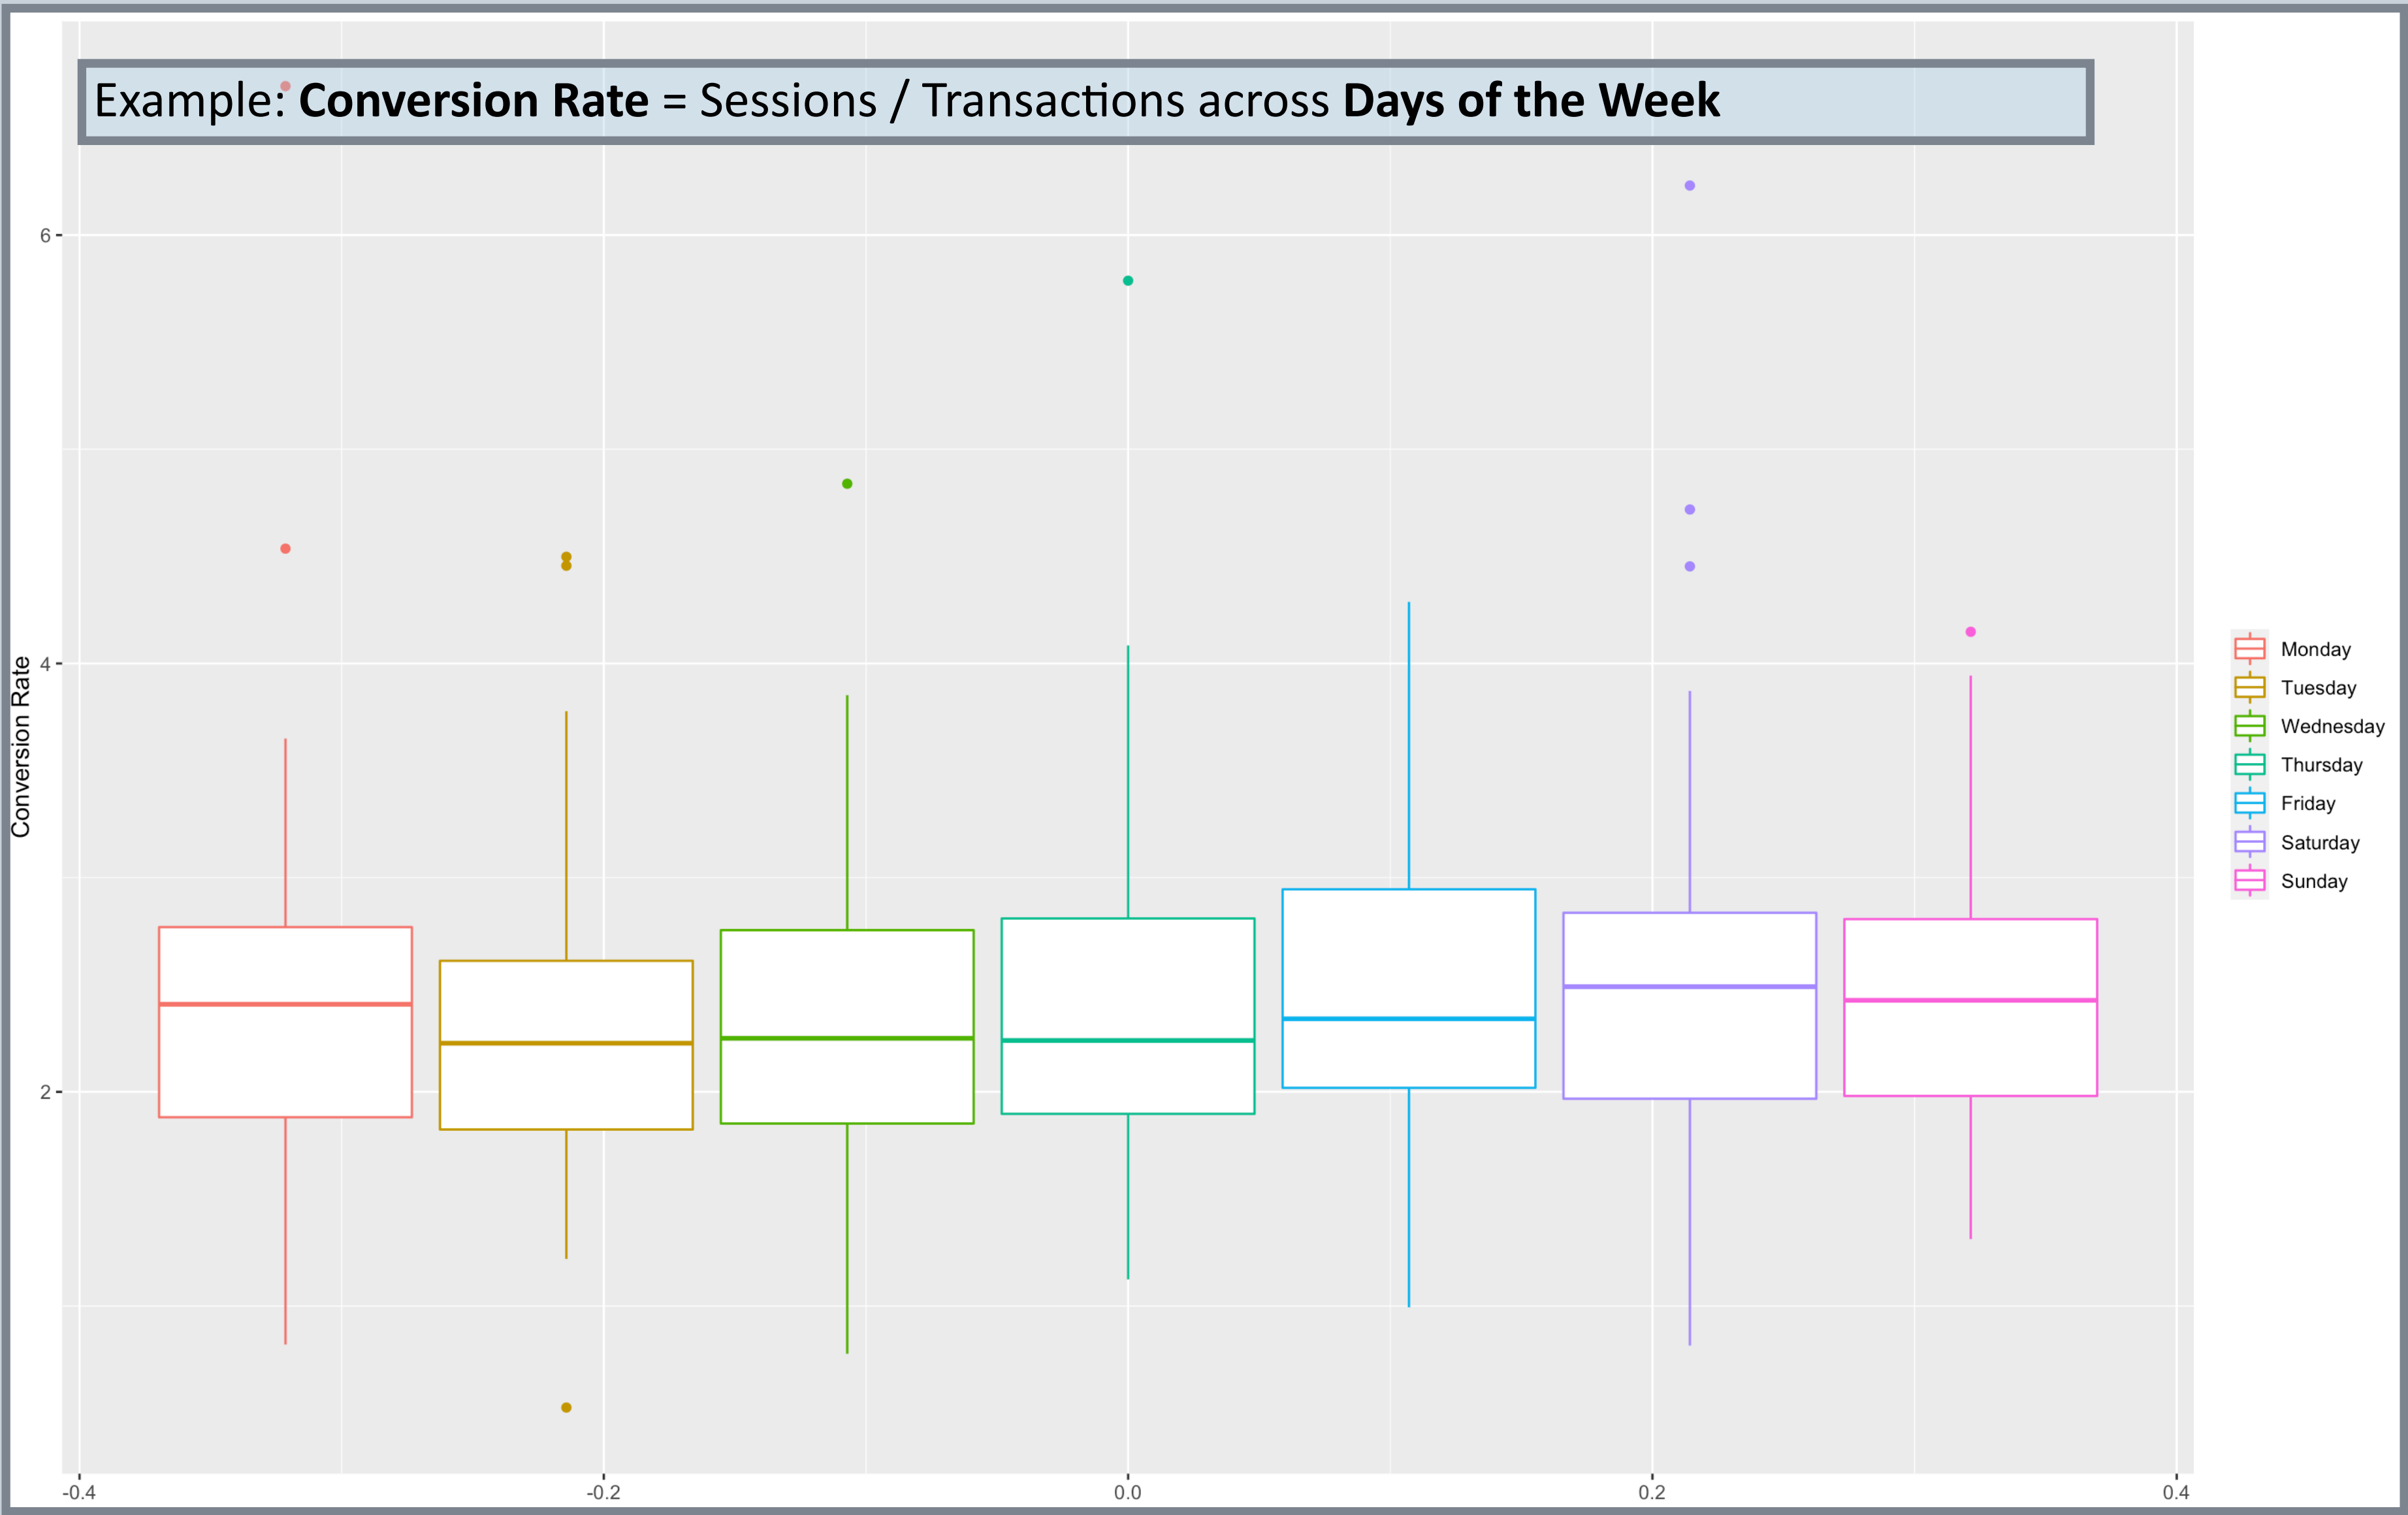 Example: Conversion Rate = Sessions / Transactions across Days of the Week
6
4
2
Conversion Rate
-0.4
-0.2
0.0
0.2
0.4
Monday
Tuesday
Wednesday
Thursday
Friday
Saturday
Sunday